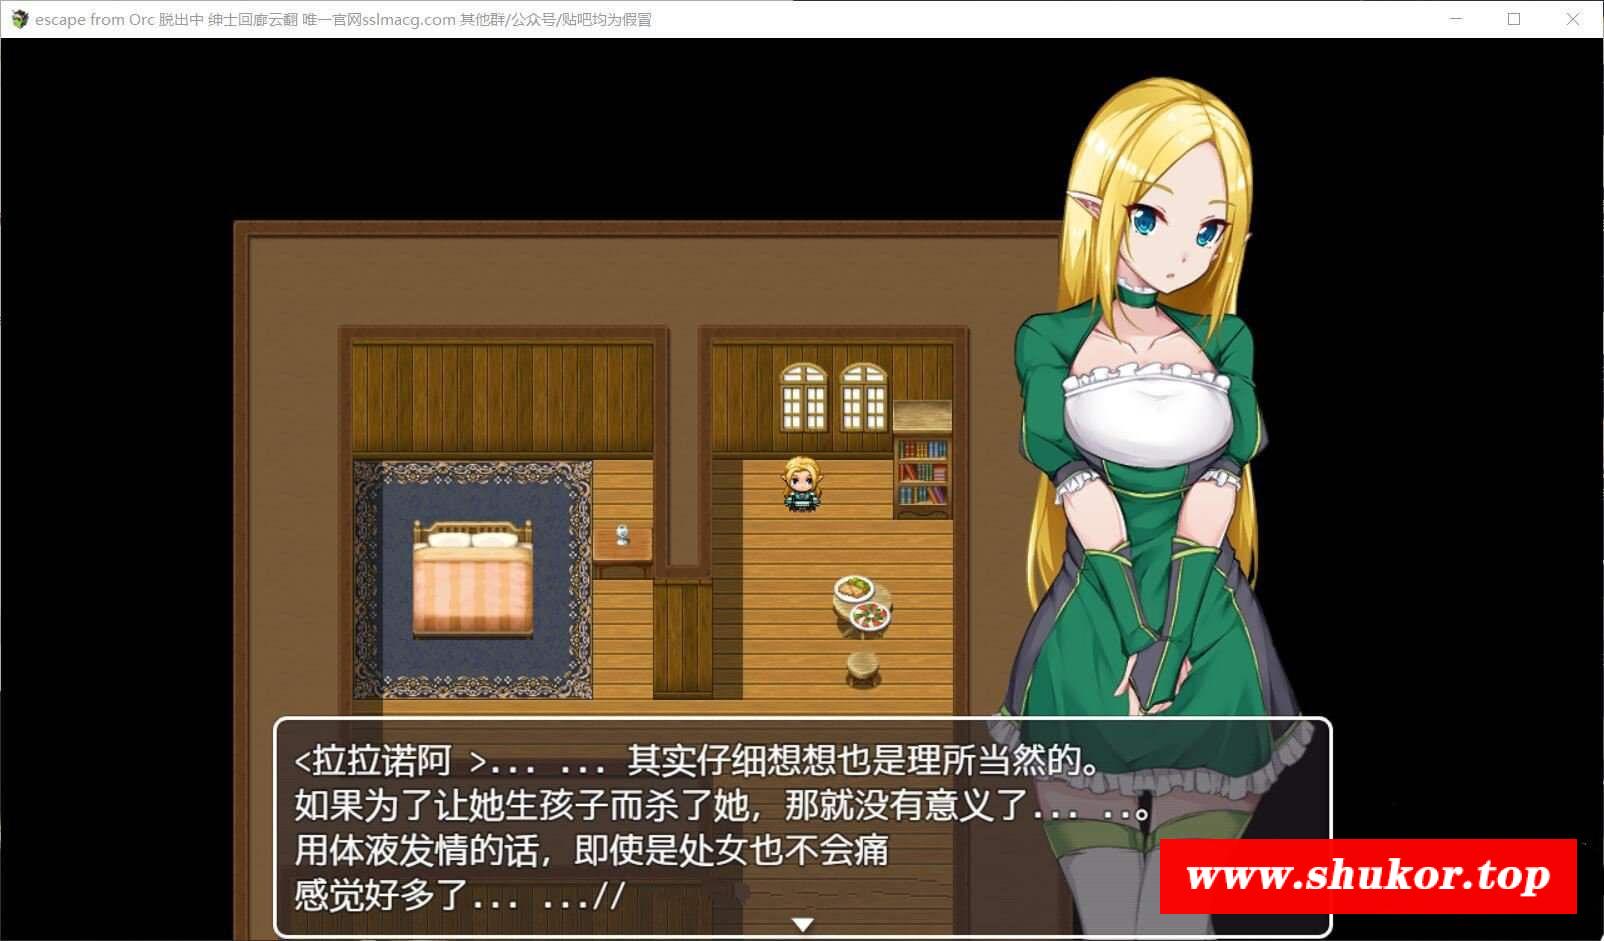 escape from Orc 脱出中 绅士回廊云翻 唯一官网sslmacg.com 其他群/公众号/贴吧均为假冒
<拉拉诺阿 >... ... 其实仔细想想也是理所当然的。
如果为了让她生孩子而杀了她，那就没有意义了... ..。
用体液发情的话，即使是处女也不会痛
感觉好多了... ...//
www.shukor.top